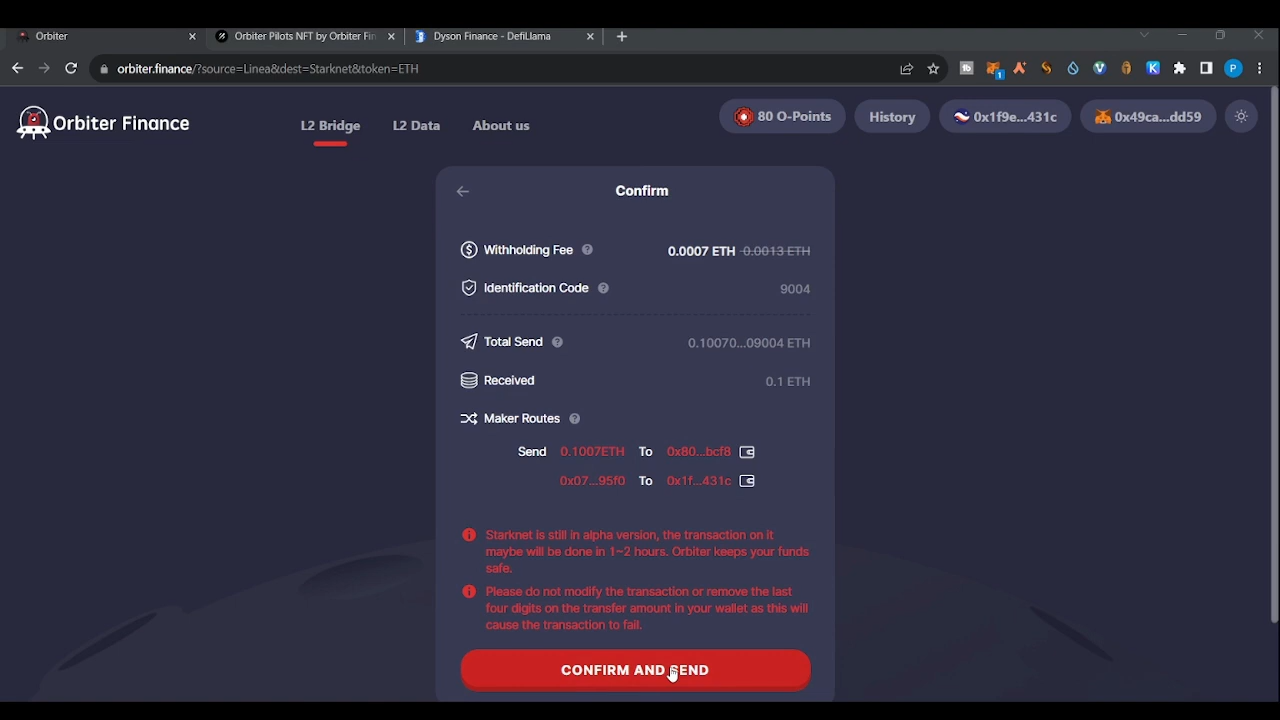 Orbiter
Orbiter Pilots NFT by Orbiter Fin
Dyson Finance - DefiLlama
orbiter.finance/?source=Linea&dest=Starknet&token=ETH
Orbiter Finance
L2 Bridge
L2 Data
About us
80 O-Points
History
0x1f9e...431c
0x49ca...dd59
Confirm
Withholding Fee
0.0007 ETH 0.0013 ETH
Identification Code
9004
Total Send
0.10070...09004 ETH
Received
0.1 ETH
Maker Routes
Send 0.1007ETH To 0x80...bcf8
0x07...95f0 To 0x1f...431c
Starknet is still in alpha version, the transaction on it
maybe will be done in 1~2 hours. Orbiter keeps your funds
safe.
Please do not modify the transaction or remove the last
four digits on the transfer amount in your wallet as this will
cause the transaction to fail.
CONFIRM AND SEND